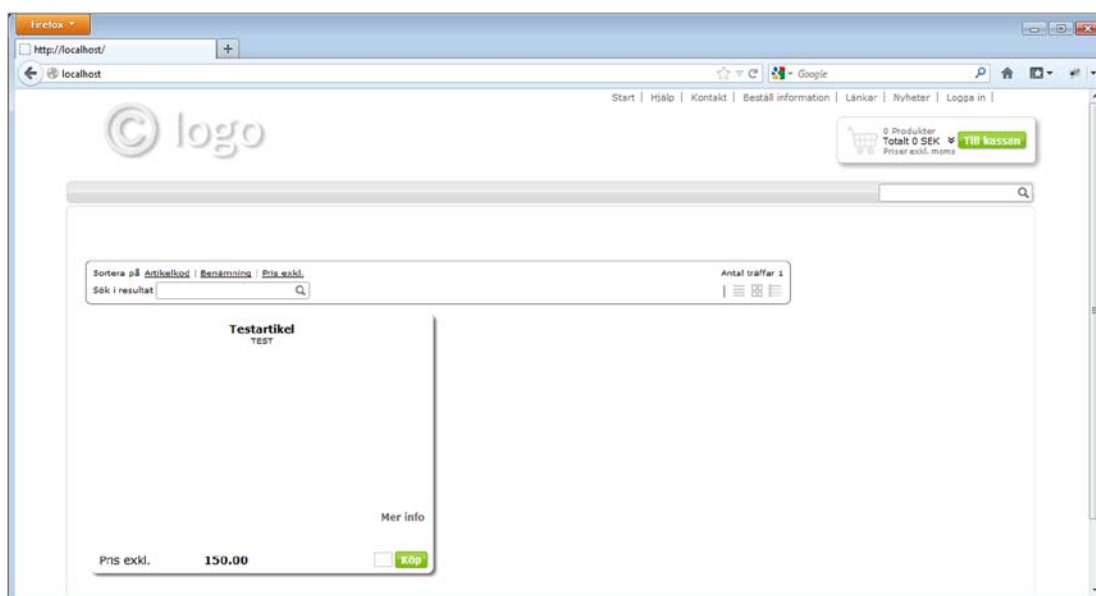 Firefox
http://localhost/
localhost
Google
Start | Hjälp | Kontakt | Beställ information | Länkar | Nyheter | Logga in |
© logo
0 Produkter
Totalt 0 SEK
Till kassan
Priser exkl. moms
Sortera på Artikelkod | Benämning | Pris exkl.
Antal träffar 1
Sök i resultat
Testartikel
TEST
Mer info
Pris exkl. 150.00 Köp